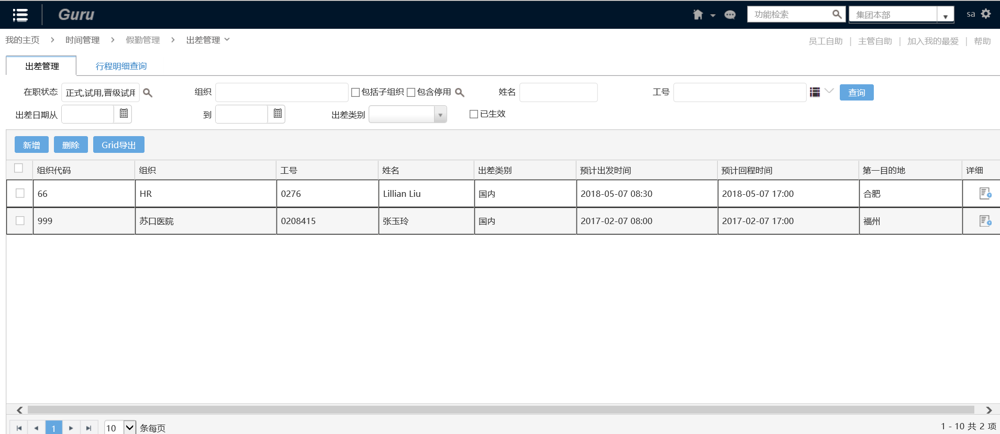 Guru 功能检索 集团本部 sa
我的主页 > 时间管理 > 假勤管理 > 出差管理
员工自助 | 主管自助 | 加入我的最爱 | 帮助
出差管理 行程明细查询
在职状态 正式,试用,晋级试用 组织 包括子组织 包含停用 姓名 工号 查询
出差日期从 到 出差类别 已生效
新增 删除 Grid导出
组织代码 组织 工号 姓名 出差类别 预计出发时间 预计回程时间 第一目的地 详细
66 HR 0276 Lillian Liu 国内 2018-05-07 08:30 2018-05-07 17:00 合肥
999 苏口医院 0208415 张玉玲 国内 2017-02-07 08:00 2017-02-07 17:00 福州
1 10 条每页 1 - 10 共 2 项